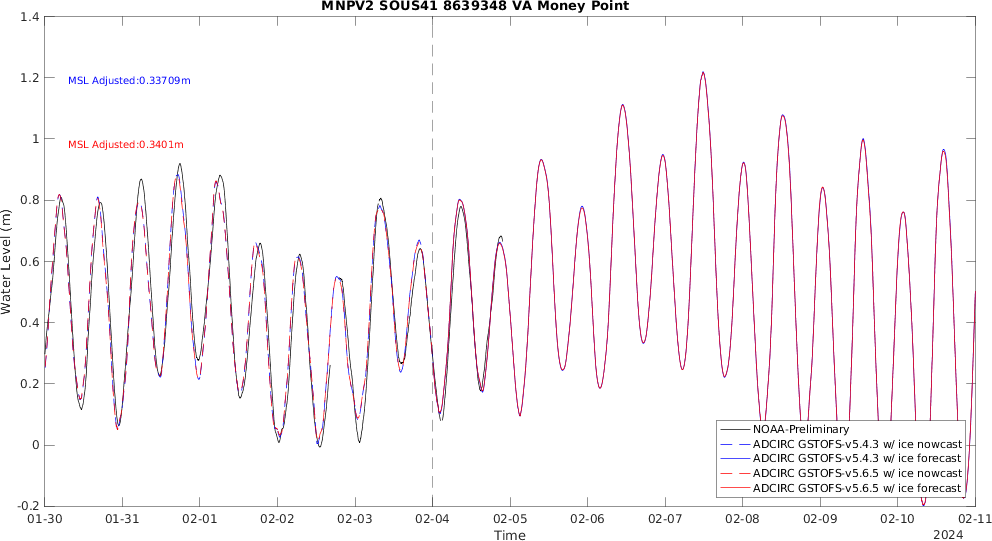 MNPV2 SOUS41 8639348 VA Money Point
1.4
1.2
1
0.8
0.6
0.4
0.2
0
-0.2
Water Level (m)
MSL Adjusted:0.33709m
MSL Adjusted:0.3401m
NOAA-Preliminary
ADCIRC GSTOFS-v5.4.3 w/ ice nowcast
ADCIRC GSTOFS-v5.4.3 w/ ice forecast
ADCIRC GSTOFS-v5.6.5 w/ ice nowcast
ADCIRC GSTOFS-v5.6.5 w/ ice forecast
01-30 01-31 02-01 02-02 02-03 02-04 02-05 02-06 02-07 02-08 02-09 02-10 02-11
Time
2024